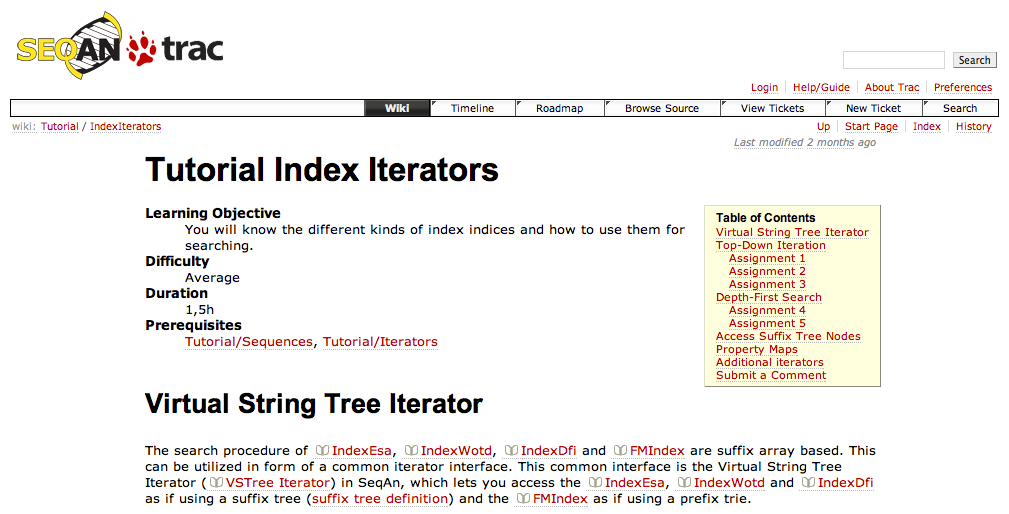 SEQAN trac
Search
Login Help/Guide About Trac Preferences
Wiki Timeline Roadmap Browse Source View Tickets New Ticket Search
wiki: Tutorial / IndexIterators
Up Start Page Index History
Last modified 2 months ago
Tutorial Index Iterators
Learning Objective
You will know the different kinds of index indices and how to use them for
searching.
Difficulty
Average
Duration
1,5h
Prerequisites
Tutorial/Sequences, Tutorial/Iterators
Table of Contents
Virtual String Tree Iterator
Top-Down Iteration
Assignment 1
Assignment 2
Assignment 3
Depth-First Search
Assignment 4
Assignment 5
Access Suffix Tree Nodes
Property Maps
Additional iterators
Submit a Comment
Virtual String Tree Iterator
The search procedure of IndexEsa, IndexWotd, IndexDfi and FMIndex are suffix array based. This
can be utilized in form of a common iterator interface. This common interface is the Virtual String Tree
Iterator (VSTree Iterator) in SeqAn, which lets you access the IndexEsa, IndexWotd and IndexDfi
as if using a suffix tree (suffix tree definition) and the FMIndex as if using a prefix trie.